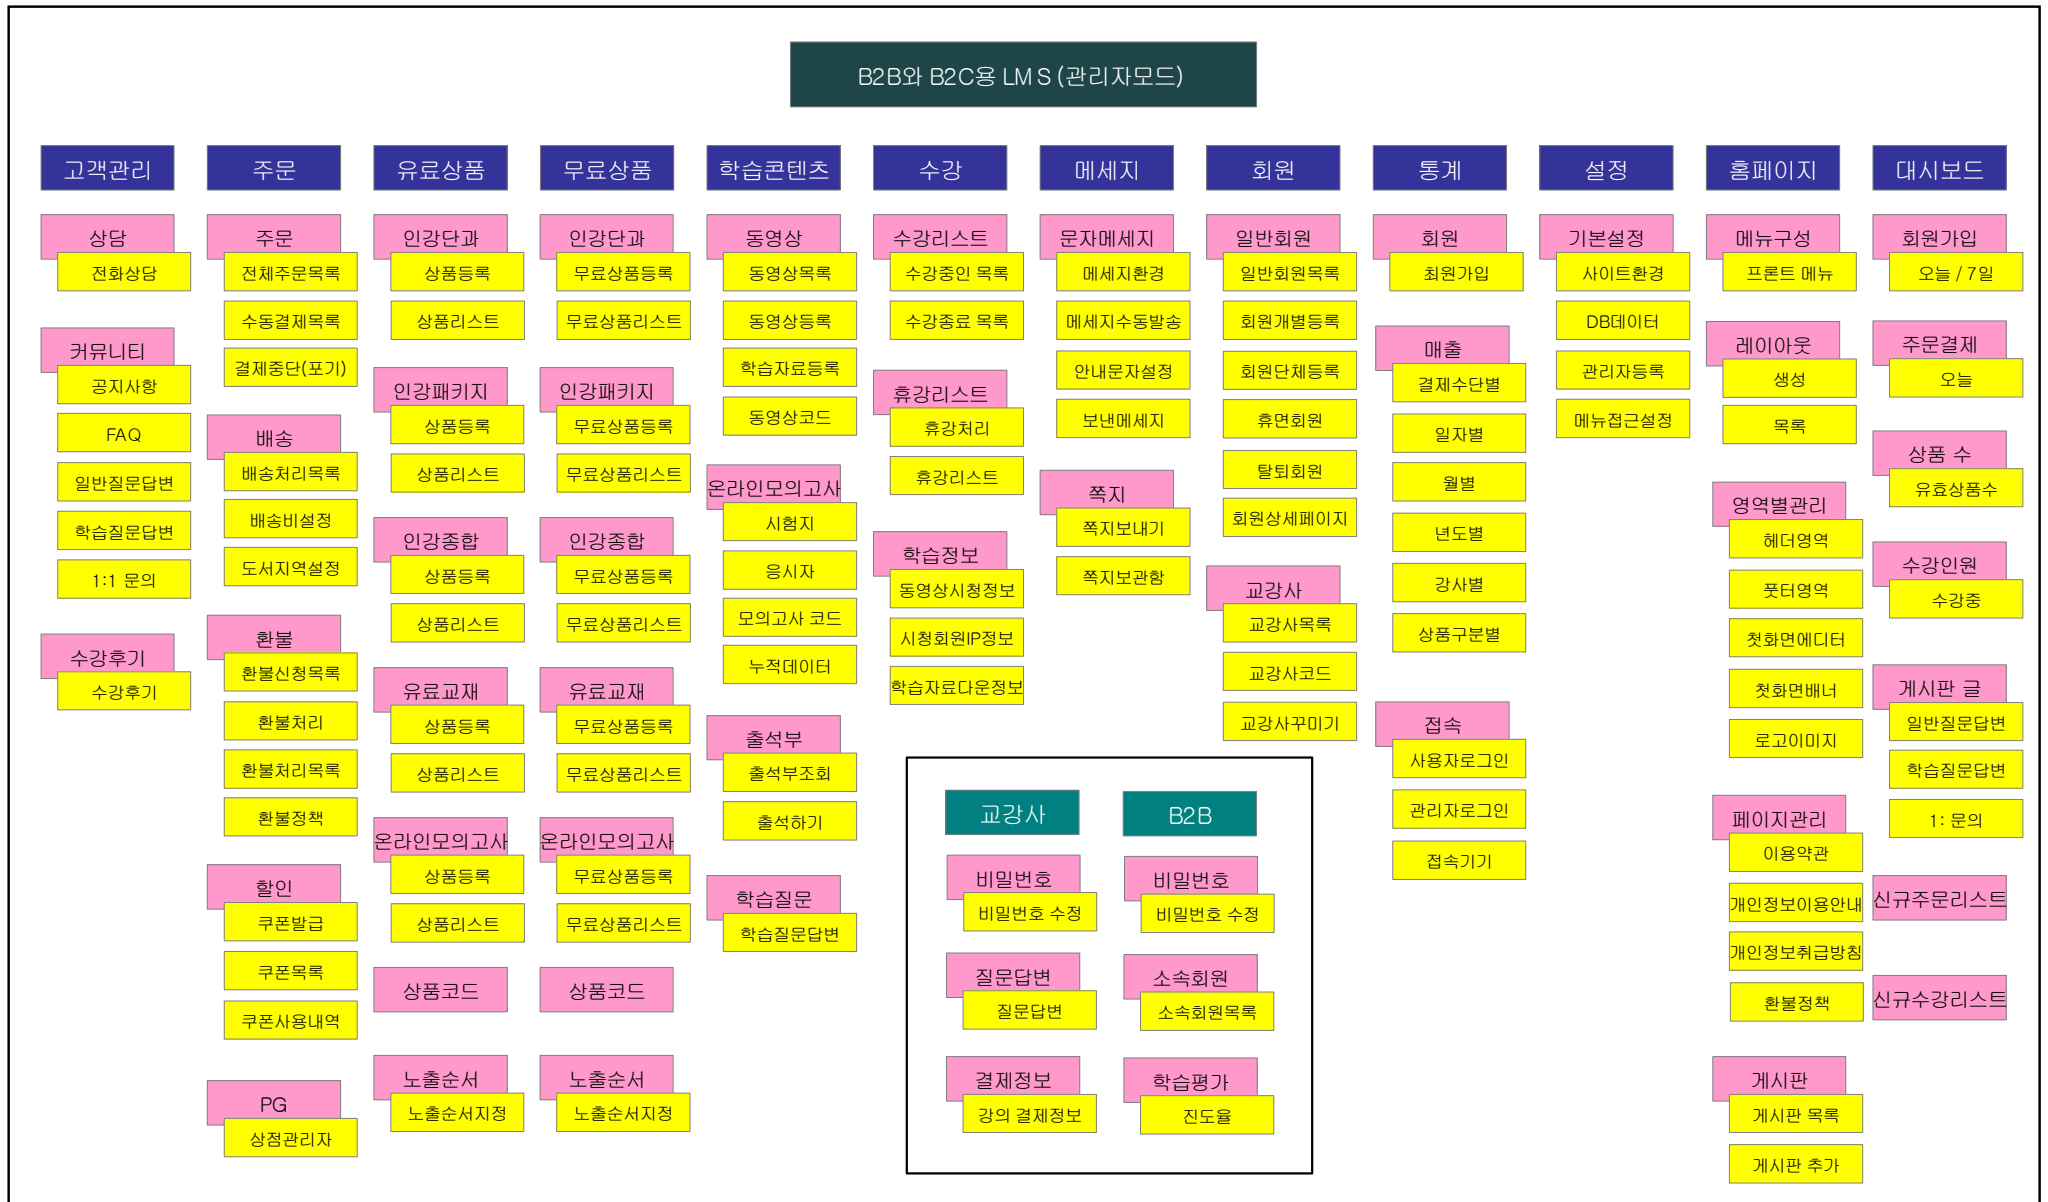 B2B와 B2C용 LMS (관리자모드)
고객관리
상담
전화상담
커뮤니티
공지사항
FAQ
일반질문답변
학습질문답변
1:1 문의
수강후기
수강후기
주문
주문
전체주문목록
수동결제목록
결제중단(포기)
배송
배송처리목록
배송비설정
도서지역설정
환불
환불신청목록
환불처리
환불처리목록
환불정책
할인
쿠폰발급
쿠폰목록
쿠폰사용내역
PG
상점관리자
유료상품
인강단과
상품등록
상품리스트
인강패키지
상품등록
상품리스트
인강종합
상품등록
상품리스트
유료교재
상품등록
상품리스트
온라인모의고사
상품등록
상품리스트
상품코드
노출순서
노출순서지정
무료상품
인강단과
무료상품등록
무료상품리스트
인강패키지
무료상품등록
무료상품리스트
인강종합
무료상품등록
무료상품리스트
유료교재
무료상품등록
무료상품리스트
온라인모의고사
무료상품등록
무료상품리스트
상품코드
노출순서
노출순서지정
학습콘텐츠
동영상
동영상목록
동영상등록
학습자료등록
동영상코드
온라인모의고사
시험지
응시자
모의고사 코드
누적데이터
출석부
출석부조회
출석하기
학습질문
학습질문답변
수강
수강리스트
수강중인 목록
수강종료 목록
휴강리스트
휴강처리
휴강리스트
학습정보
동영상시청정보
시청회원IP정보
학습자료다운정보
메세지
문자메세지
메세지환경
메세지수동발송
안내문자설정
보낸메세지
쪽지
쪽지보내기
쪽지보관함
회원
일반회원
일반회원목록
회원개별등록
회원단체등록
휴면회원
탈퇴회원
회원상세페이지
교강사
교강사목록
교강사코드
교강사꾸미기
통계
회원
최원가입
매출
결제수단별
일자별
월별
년도별
강사별
상품구분별
접속
사용자로그인
관리자로그인
접속기기
설정
기본설정
사이트환경
DB데이터
관리자등록
메뉴접근설정
홈페이지
메뉴구성
프론트 메뉴
레이아웃
생성
목록
영역별관리
헤더영역
풋터영역
첫화면에디터
첫화면배너
로고이미지
페이지관리
이용약관
개인정보이용안내
개인정보취급방침
환불정책
게시판
게시판 목록
게시판 추가
대시보드
회원가입
오늘 / 7일
주문결제
오늘
상품 수
유효상품수
수강인원
수강중
게시판 글
일반질문답변
학습질문답변
1: 문의
신규주문리스트
신규수강리스트
교강사
비밀번호
비밀번호 수정
질문답변
질문답변
결제정보
강의 결제정보
B2B
비밀번호
비밀번호 수정
소속회원
소속회원목록
학습평가
진도율